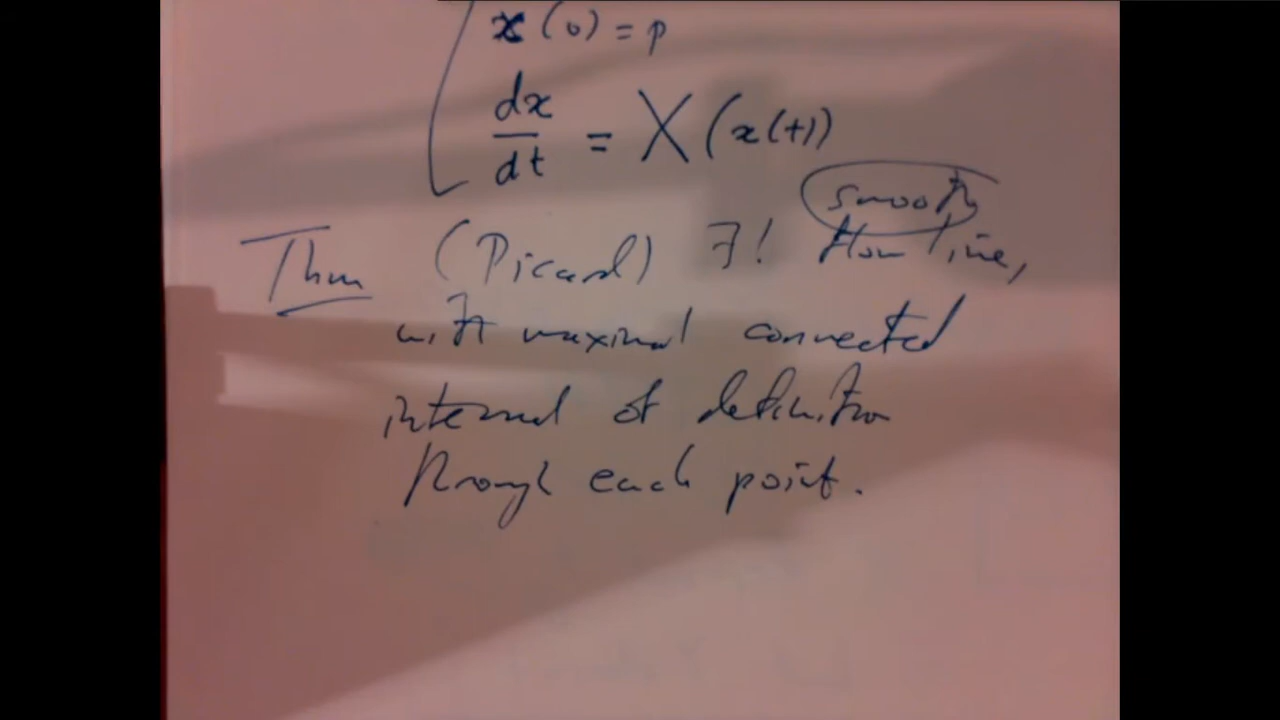 x(0) = p
dx/dt = X(x(t))
smooth
Thm (Picard) ∃! flow line,
with maximal connected
interval of definition
through each point.